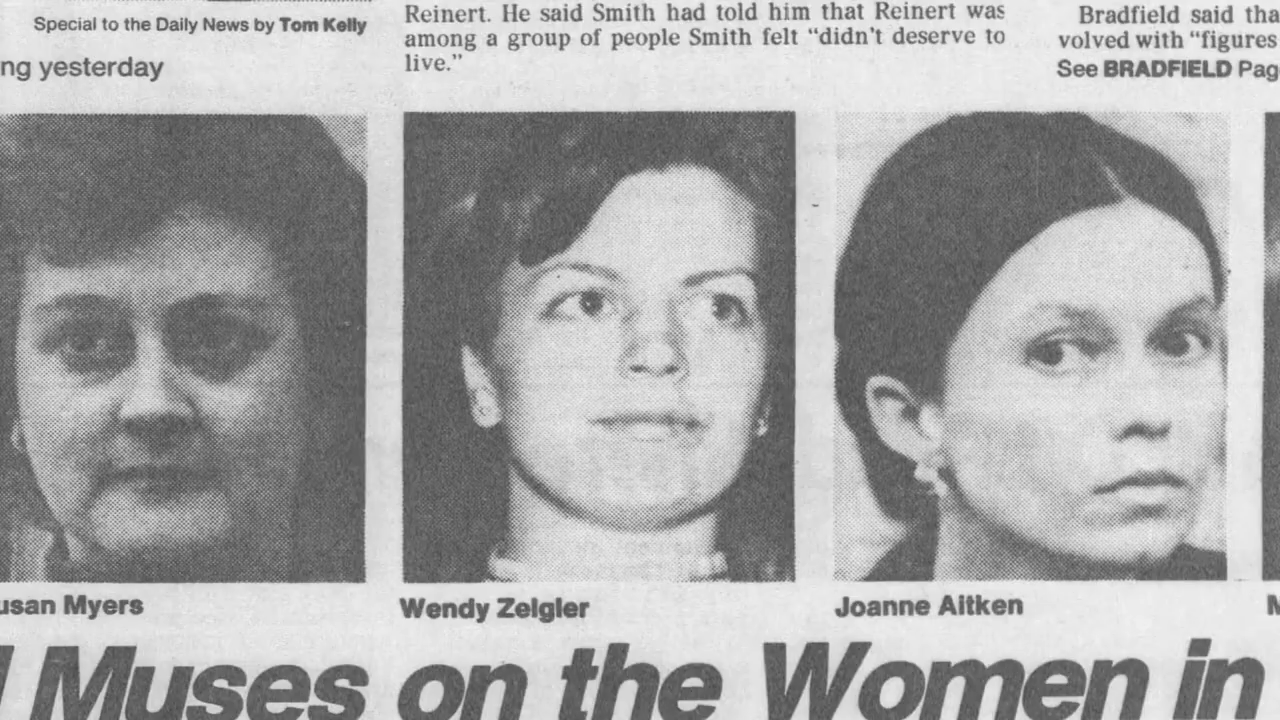 Special to the Daily News by Tom Kelly
ng yesterday
Reinert. He said Smith had told him that Reinert was
among a group of people Smith felt “didn't deserve to
live.”
Bradfield said tha
volved with “figures
See BRADFIELD Pag
usan Myers
Wendy Zeigler
Joanne Aitken
M
Muses on the Women in